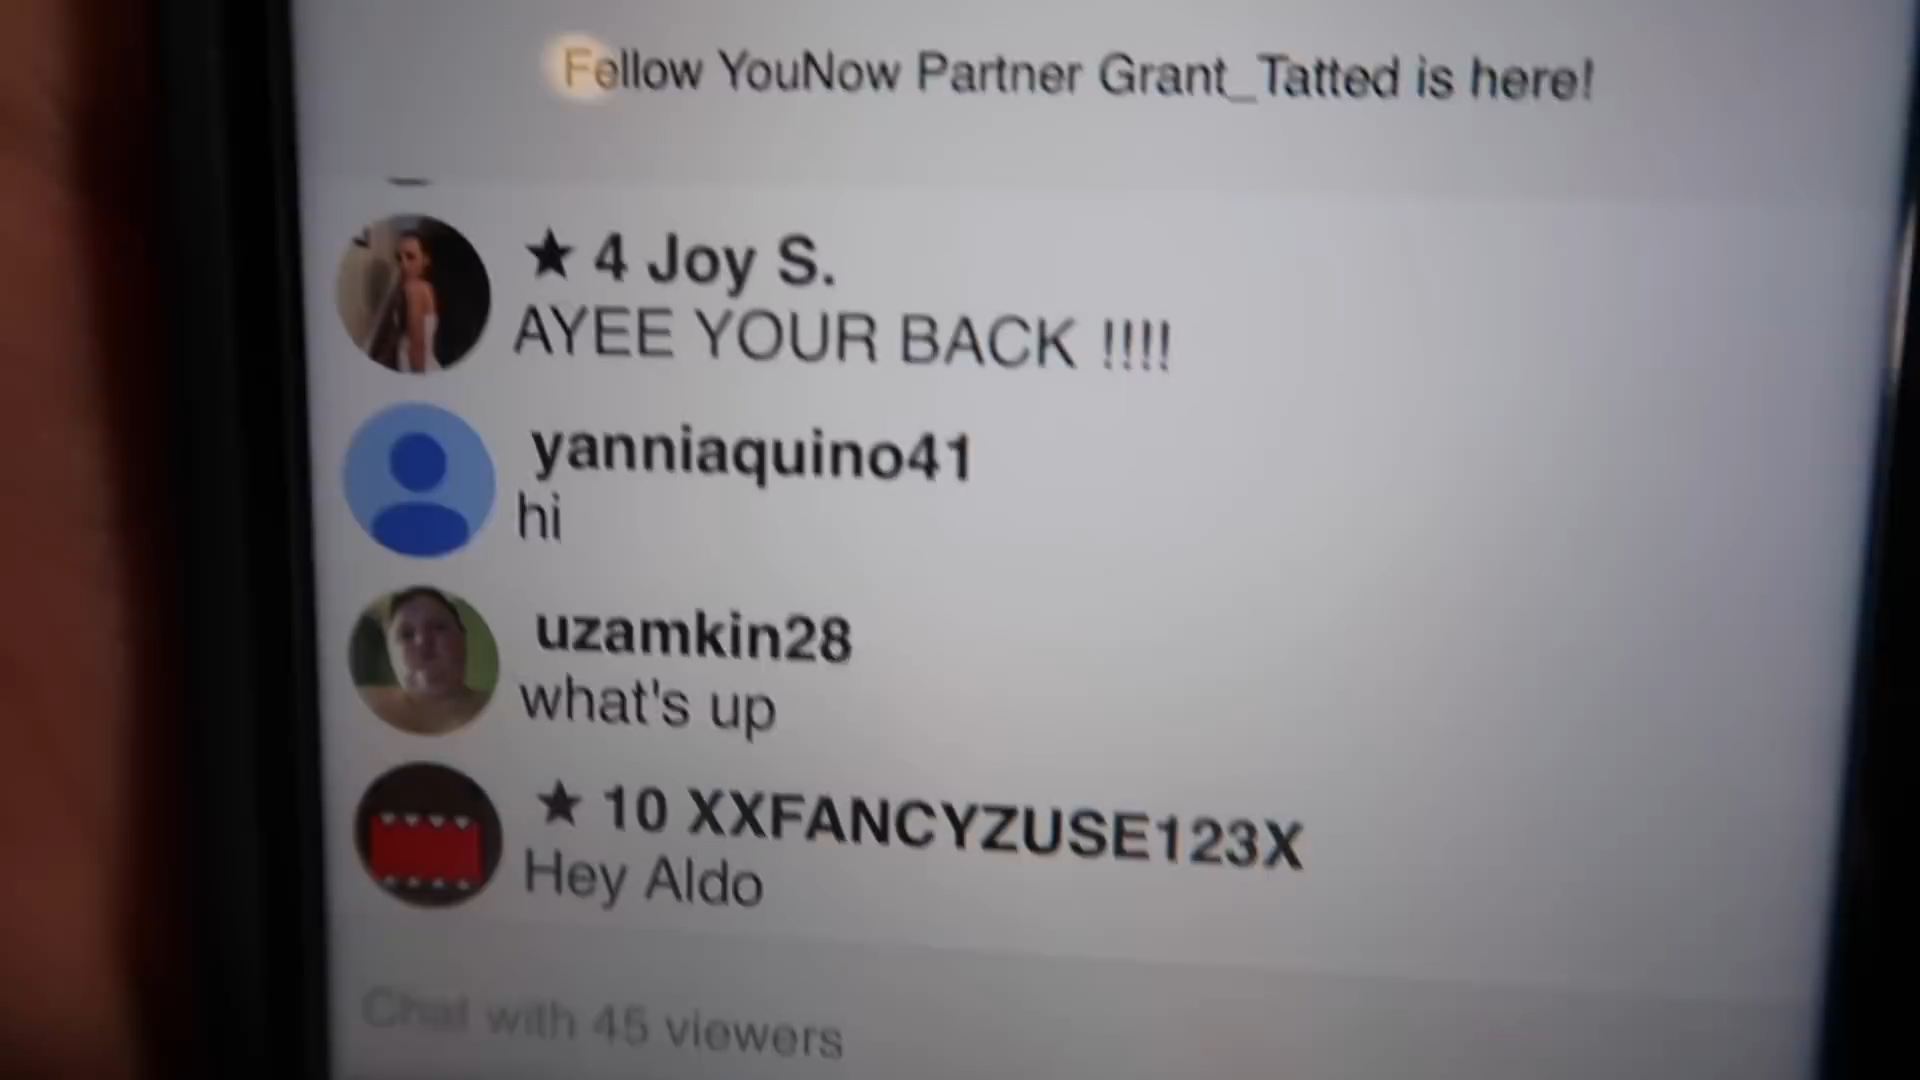 Fellow YouNow Partner Grant_Tatted is here!
★ 4 Joy S.
AYEE YOUR BACK !!!!
yanniaquino41
hi
uzamkin28
what's up
★ 10 XXFANCYZUSE123X
Hey Aldo
Chat with 45 viewers